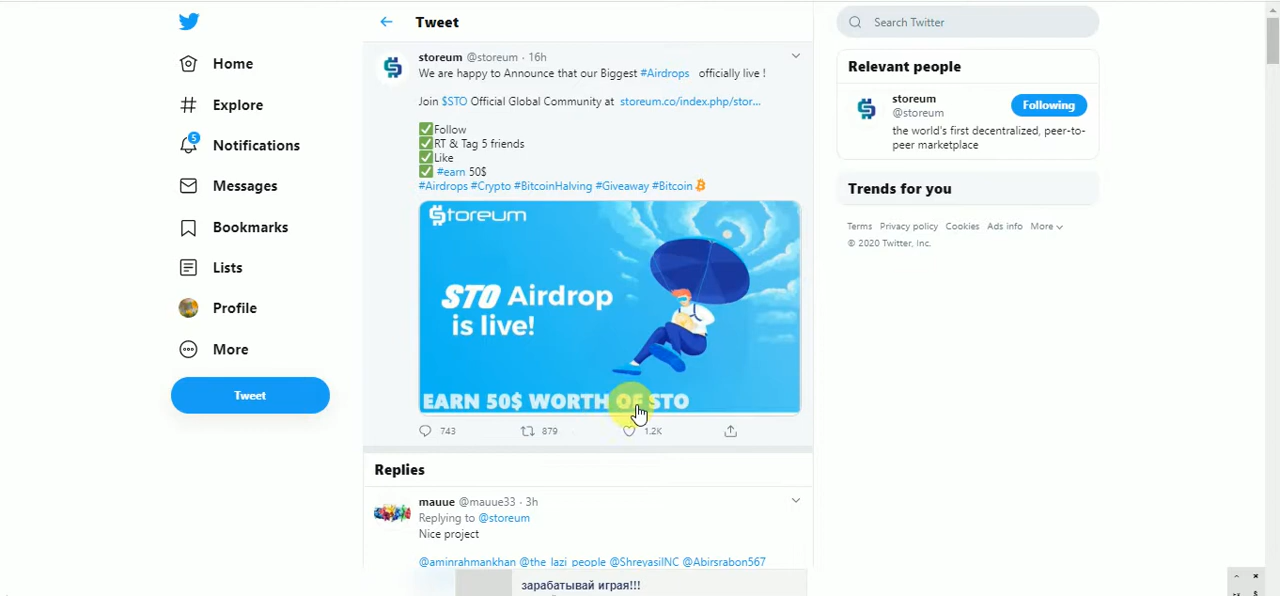 Tweet
Search Twitter
Home
Explore
5
Notifications
Messages
Bookmarks
Lists
Profile
More
Tweet
storeum @storeum · 16h
We are happy to Announce that our Biggest #Airdrops officially live !
Join $STO Official Global Community at storeum.co/index.php/stor...
✅Follow
✅RT & Tag 5 friends
✅Like
✅ #earn 50$
#Airdrops #Crypto #BitcoinHalving #Giveaway #Bitcoin
Storeum
STO Airdrop
is live!
EARN 50$ WORTH OF STO
743 879 1.2K
Replies
mauue @mauue33 · 3h
Replying to @storeum
Nice project
@aminrahmankhan @the_lazi_people @ShreyasilNC @Abirsrabon567
зарабатывай играя!!!
Relevant people
storeum
@storeum
Following
the world's first decentralized, peer-to-
peer marketplace
Trends for you
Terms Privacy policy Cookies Ads info More
© 2020 Twitter, Inc.